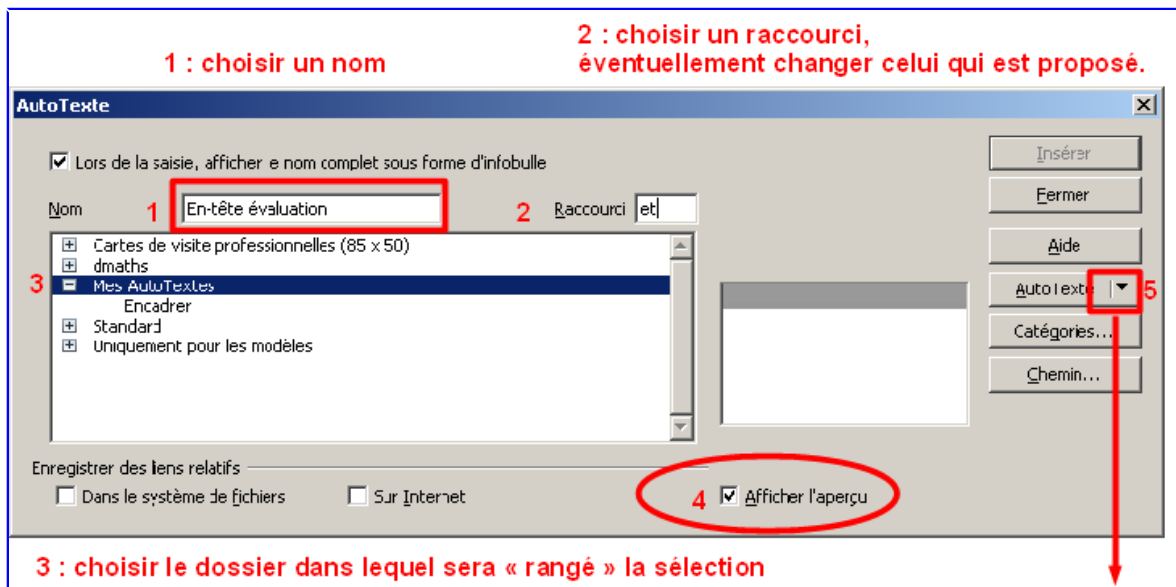 1 : choisir un nom
2 : choisir un raccourci,
éventuellement changer celui qui est proposé.
AutoTexte
Lors de la saisie, afficher e nom complet sous forme d'infobulle
Insérer
Nom 1 En-tête évaluation 2 Raccourci et
Fermer
Cartes de visite professionnelles (85 x 50)
dmaths
3 Mes AutoTextes
Encadrer
Standard
Uniquement pour les modèles
Aide
AutoTexte 5
Catégories...
Chemin...
Enregistrer des liens relatifs
Dans le système de fichiers Sur Internet 4 Afficher l'aperçu
3 : choisir le dossier dans lequel sera « rangé » la sélection